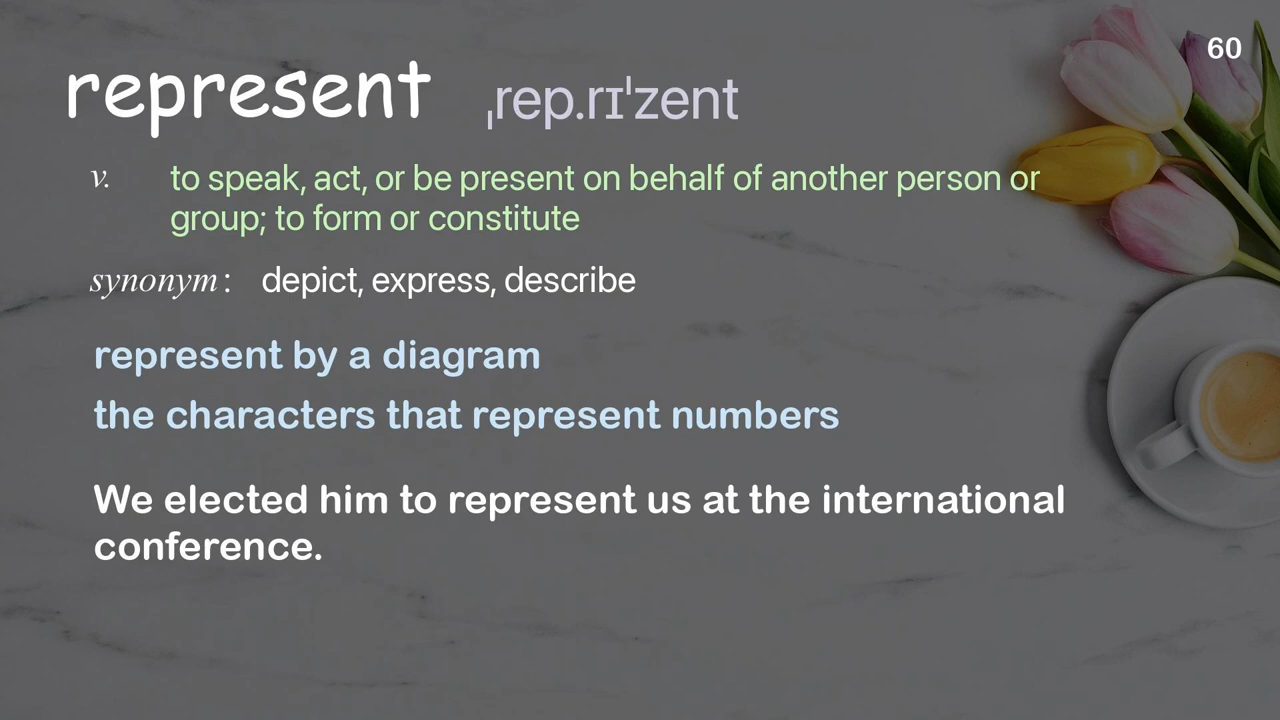 60
represent ˌrep.rɪˈzent
v. to speak, act, or be present on behalf of another person or
group; to form or constitute
synonym: depict, express, describe
represent by a diagram
the characters that represent numbers
We elected him to represent us at the international
conference.